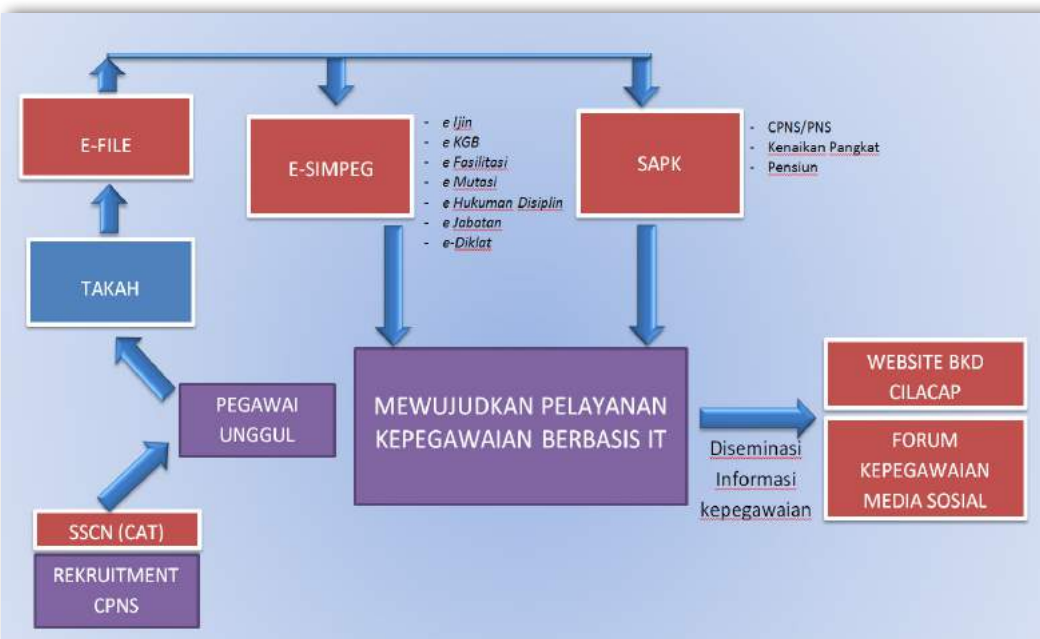 E-FILE
TAKAH
PEGAWAI
UNGGUL
SSCN (CAT)
REKRUITMENT
CPNS
E-SIMPEG
- e Ijin
- e KGB
- e Fasilitasi
- e Mutasi
- e Hukuman Disiplin
- e Jabatan
- e-Diklat
SAPK
- CPNS/PNS
- Kenaikan Pangkat
- Pensiun
MEWUJUDKAN PELAYANAN
KEPEGAWAIAN BERBASIS IT
Diseminasi
Informasi
kepegawaian
WEBSITE BKD
CILACAP
FORUM
KEPEGAWAIAN
MEDIA SOSIAL